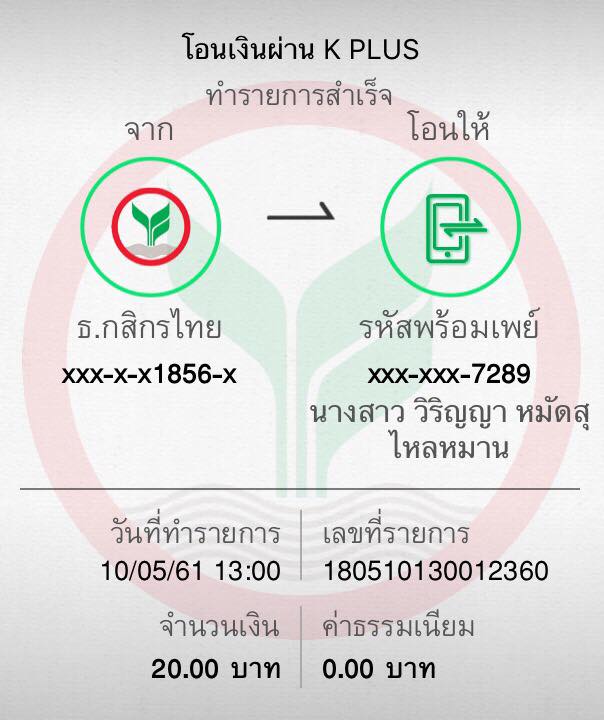 โอนเงินผ่าน K PLUS
ทำรายการสำเร็จ
จาก
โอนให้
ธ.กสิกรไทย
รหัสพร้อมเพย์
xxx-x-x1856-x
xxx-xxx-7289
นางสาว วิริญญา หมัดสุ
ไหลหมาน
วันที่ทำรายการ
เลขที่รายการ
10/05/61 13:00
180510130012360
จำนวนเงิน
ค่าธรรมเนียม
20.00 บาท
0.00 บาท